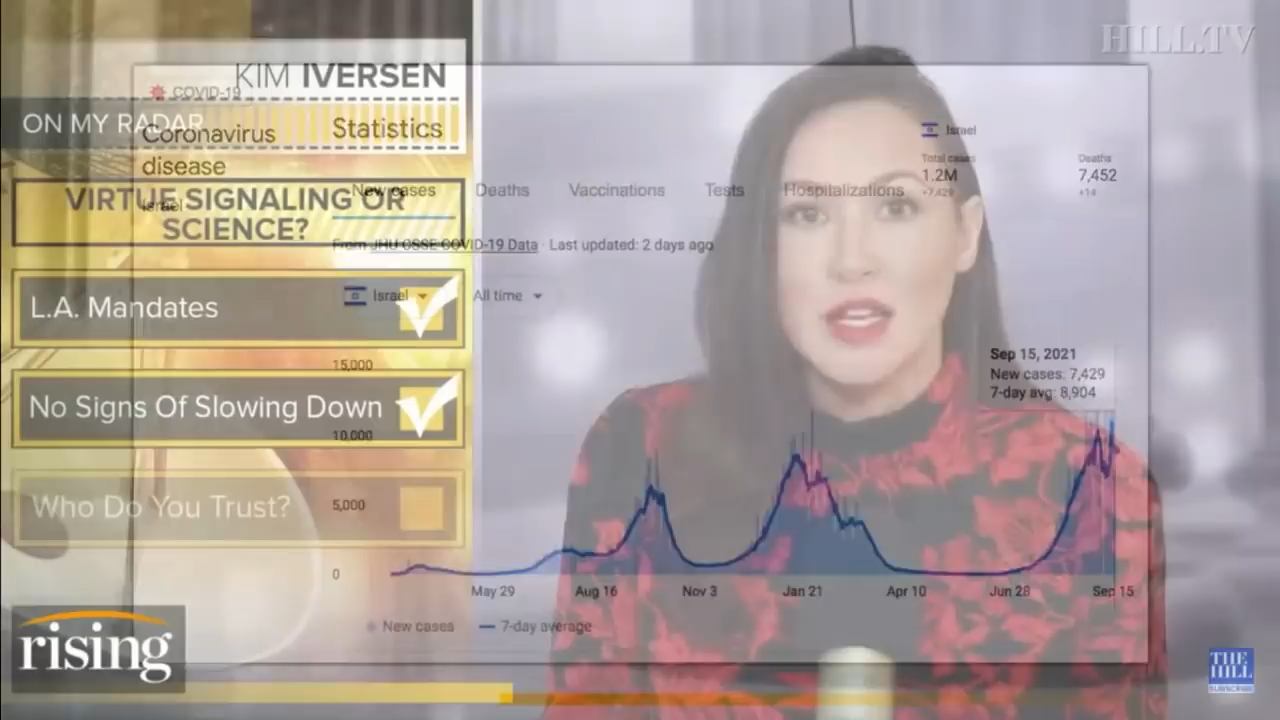 HILL.TV
KIM IVERSEN
ON MY RADAR
VIRTUE SIGNALING OR
SCIENCE?
L.A. Mandates
No Signs Of Slowing Down
Who Do You Trust?
COVID-19
Coronavirus
disease
Israel
Statistics
New cases Deaths Vaccinations Tests Hospitalizations
From JHU CSSE COVID-19 Data · Last updated: 2 days ago
Israel All time
Israel
Total cases Deaths
1.2M 7,452
+7,429 +14
Sep 15, 2021
New cases: 7,429
7-day avg: 8,904
15,000
10,000
5,000
0
May 29 Aug 16 Nov 3 Jan 21 Apr 10 Jun 28 Sep 15
New cases 7-day average
rising
THE
HILL
SUBSCRIBE